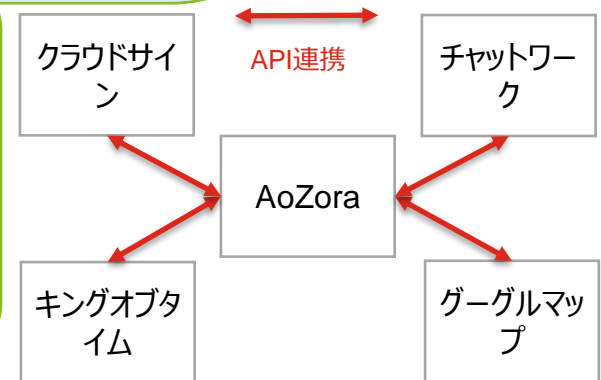 クラウドサイ
ン
API連携
チャットワー
ク
AoZora
キングオブタ
イム
グーグルマッ
プ